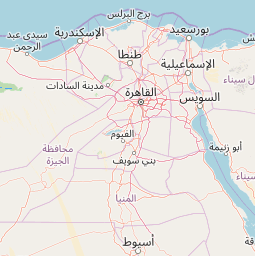 برج البرلس
بورسعيد
الإسكندرية
سيدى عبد
الرحمن
طنطا
الإسماعيلية
مدينة السادات
القاهرة
السويس
الفيوم
أبو زنيمة
محافظة
الجيزة
بني سويف
المنيا
أسيوط